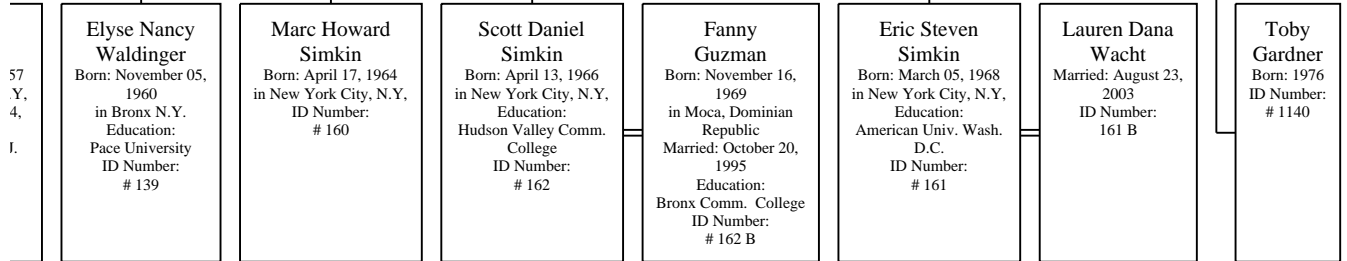 57
Y,
4,
J.
Elyse Nancy
Waldinger
Born: November 05,
1960
in Bronx N.Y.
Education:
Pace University
ID Number:
# 139
Marc Howard
Simkin
Born: April 17, 1964
in New York City, N.Y,
ID Number:
# 160
Scott Daniel
Simkin
Born: April 13, 1966
in New York City, N.Y,
Education:
Hudson Valley Comm.
College
ID Number:
# 162
Fanny
Guzman
Born: November 16,
1969
in Moca, Dominian
Republic
Married: October 20,
1995
Education:
Bronx Comm. College
ID Number:
# 162 B
Eric Steven
Simkin
Born: March 05, 1968
in New York City, N.Y,
Education:
American Univ. Wash.
D.C.
ID Number:
# 161
Lauren Dana
Wacht
Married: August 23,
2003
ID Number:
161 B
Toby
Gardner
Born: 1976
ID Number:
# 1140